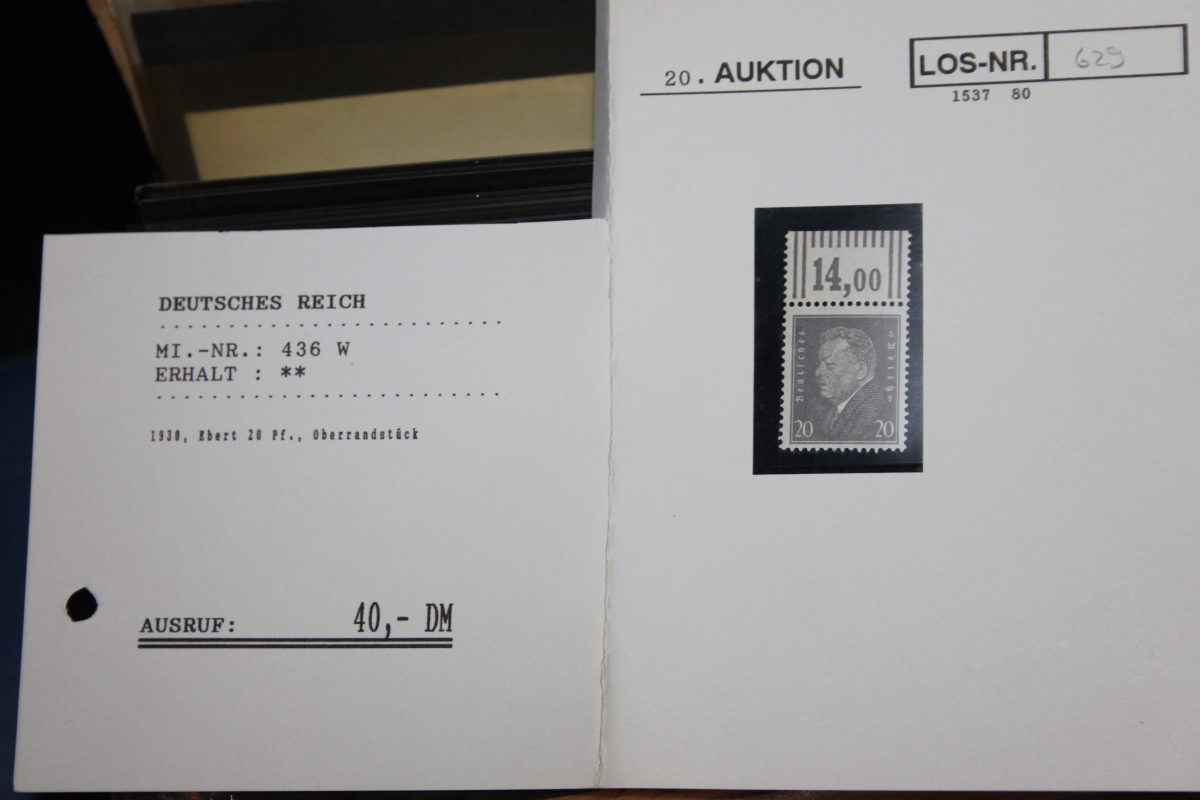 DEUTSCHES REICH
MI.-NR.: 436 W
ERHALT : **
1930, Ebert 20 Pf., Oberrandstück
AUSRUF: 40,- DM
20. AUKTION
LOS-NR. 629
1537 80
14,00
Deutsches Reich
20 20